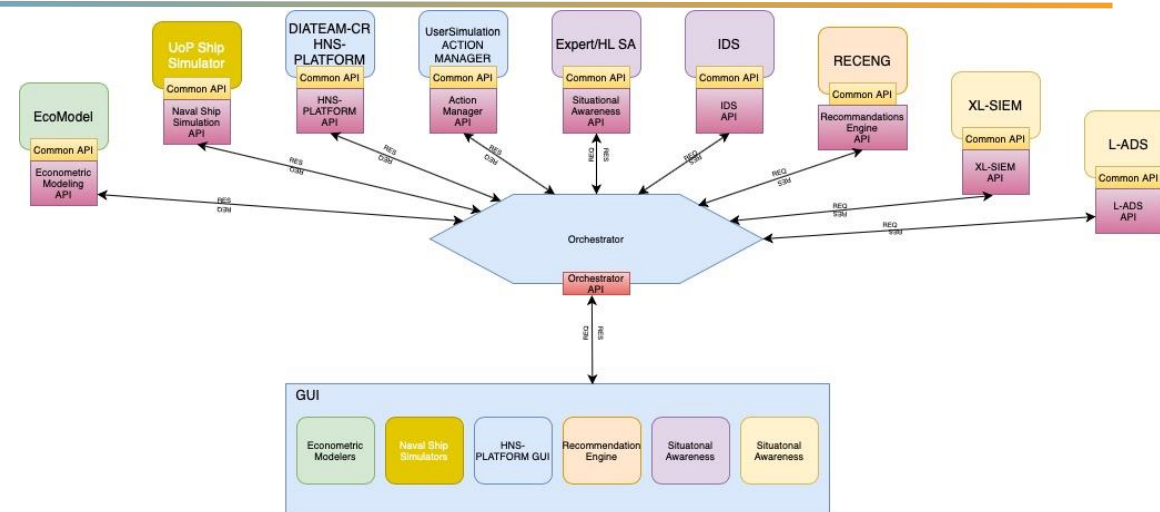 EcoModel
Common API
Econometric
Modeling
API
UoP Ship
Simulator
Common API
Naval Ship
Simulation
API
DIATEAM-CR
HNS-
PLATFORM
Common API
HNS-
PLATFORM
API
UserSimulation
ACTION
MANAGER
Common API
Action
Manager
API
Expert/HL SA
Common API
Situational
Awareness
API
IDS
Common API
IDS
API
RECENG
Common API
Recommandations
Engine
API
XL-SIEM
Common API
XL-SIEM
API
L-ADS
Common API
L-ADS
API
RES
REQ
RES
REQ
RES
REQ
RES
REQ
REQ
RES
REQ
RES
REQ
RES
REQ
RES
REQ
RES
Orchestrator
Orchestrator
API
REQ
RES
GUI
Econometric
Modelers
Naval Ship
Simulators
HNS-
PLATFORM GUI
Recommendation
Engine
Situatonal
Awareness
Situatonal
Awareness